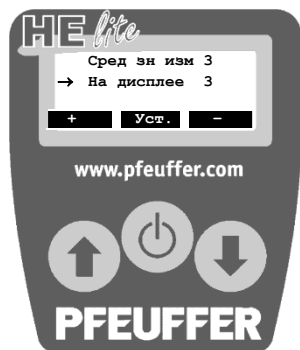 HE lite
Сред зн изм 3
→ На дисплее 3
+ Уст. -
www.pfeuffer.com
PFEUFFER